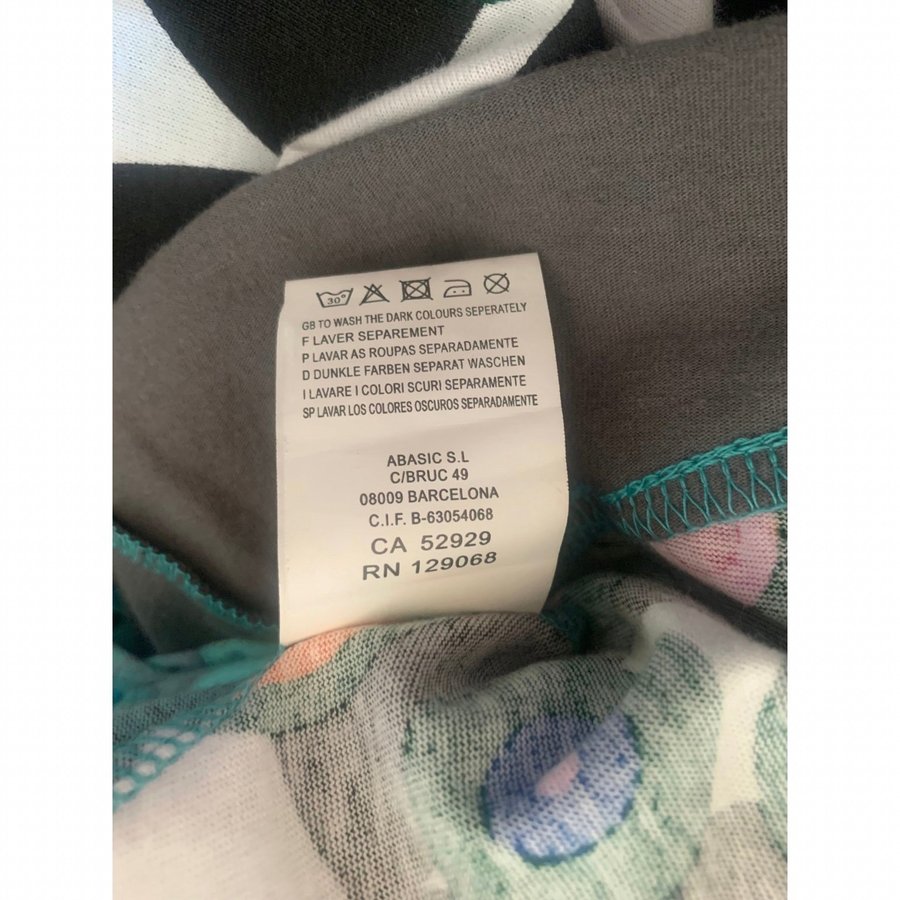 30°
GB TO WASH THE DARK COLOURS SEPERATELY
F LAVER SEPAREMENT
P LAVAR AS ROUPAS SEPARADAMENTE
D DUNKLE FARBEN SEPARAT WASCHEN
I LAVARE I COLORI SCURI SEPARAMENTE
SP LAVAR LOS COLORES OSCUROS SEPARADAMENTE
ABASIC S.L
C/BRUC 49
08009 BARCELONA
C.I.F. B-63054068
CA 52929
RN 129068